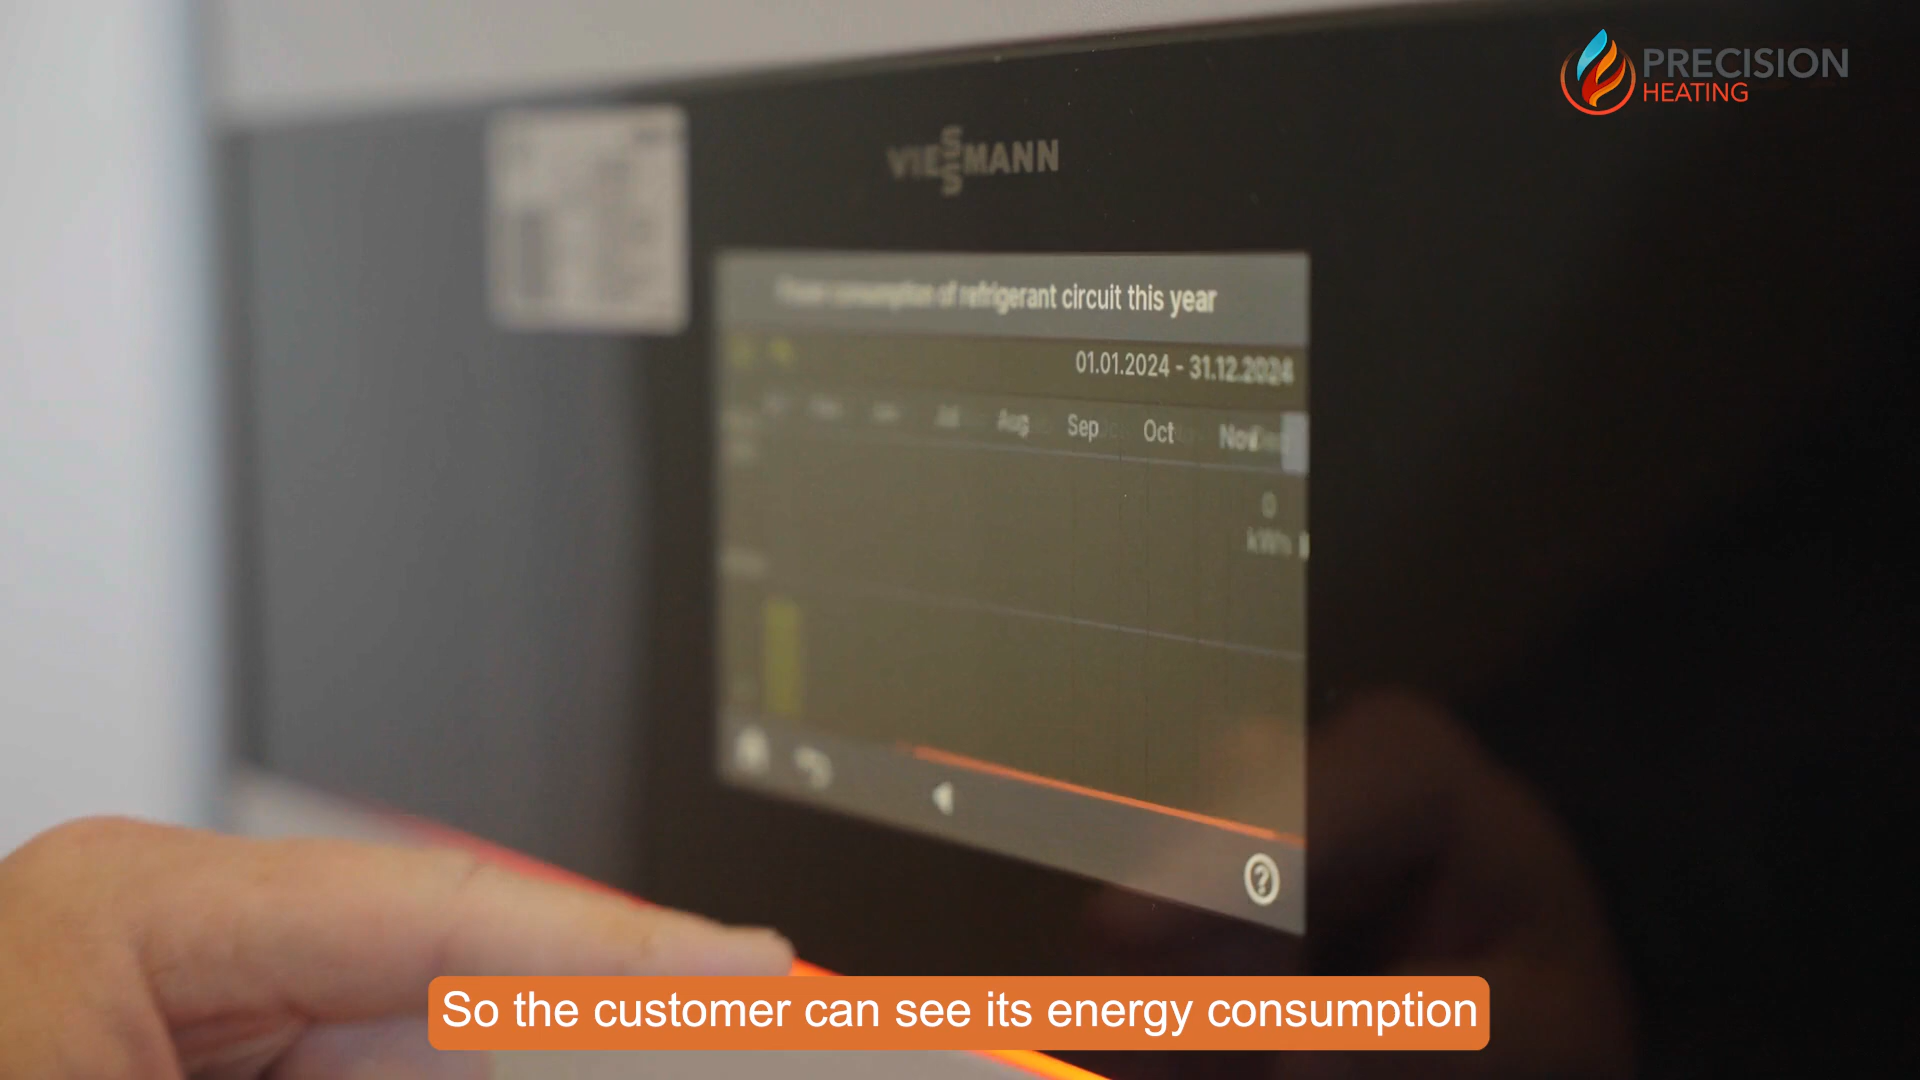 PRECISION
HEATING
VIESSMANN
consumption of refrigerant circuit this year
01.01.2024 - 31.12.2024
Jul Aug Sep Oct Nov
0
kWh
?
So the customer can see its energy consumption